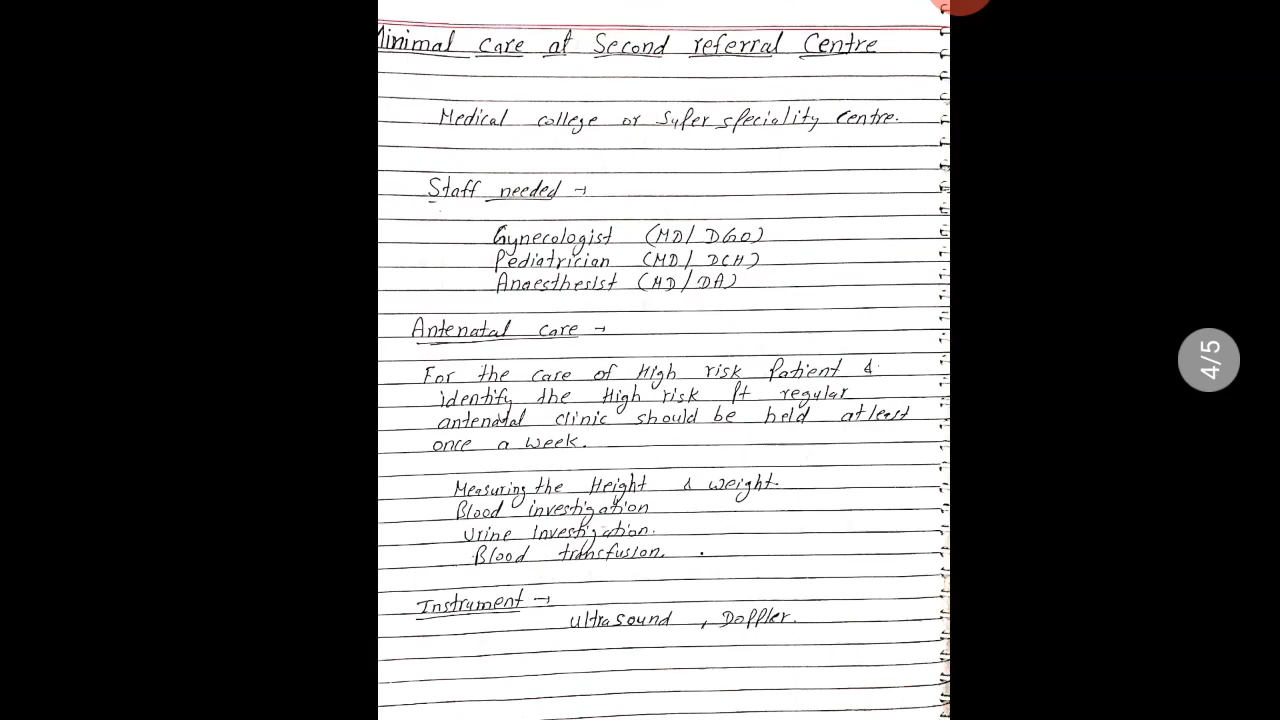 Minimal care at Second referral Centre
Medical college or Super speciality Centre.
Staff needed →
Gynecologist (MD/ DGO)
Pediatrician (MD/ DCH)
Anaesthesist (MD/DA)
Antenatal care →
For the care of High risk Patient &
identify the High risk Pt regular
antenatal clinic should be held atleast
once a week.
Measuring the Height & weight.
Blood investigation
Urine Investigation.
Blood transfusion.
Instrument →
Ultrasound , Doppler.
4/5